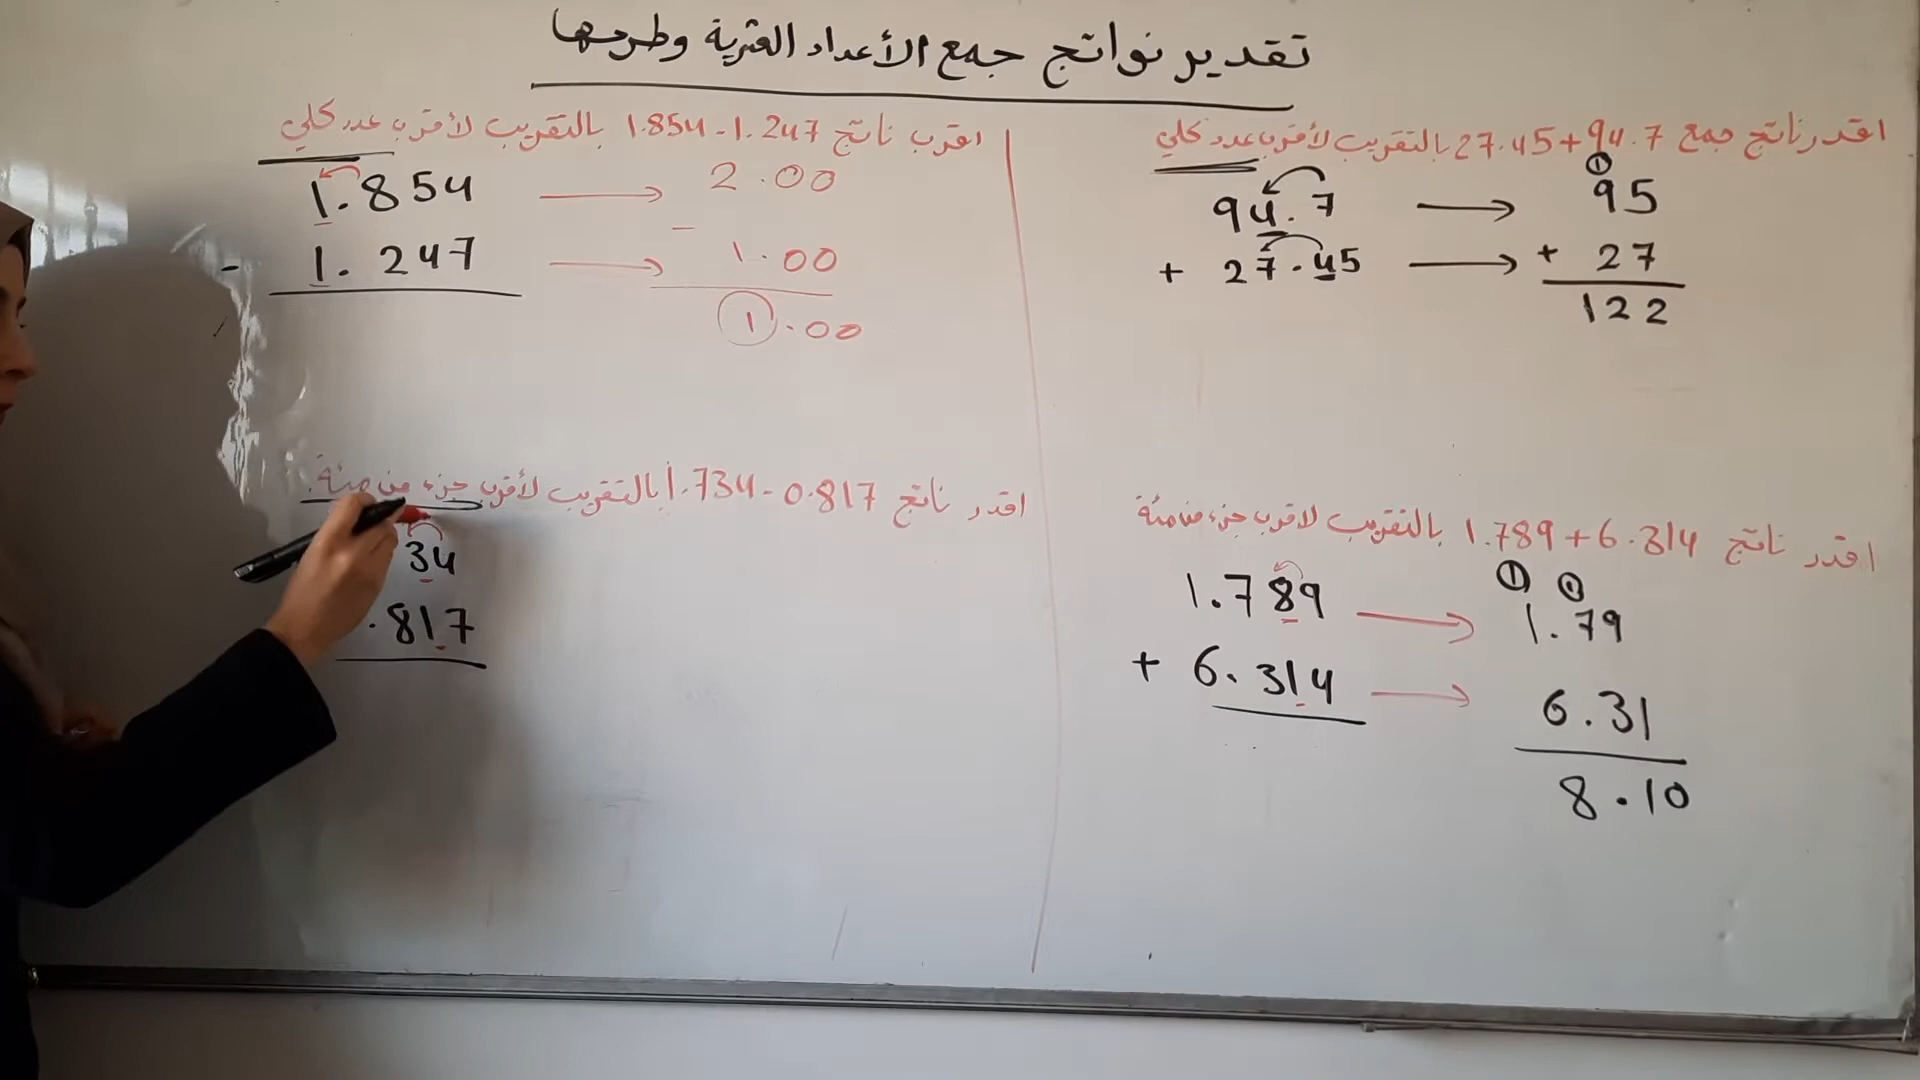 تقدير نواتج جمع الأعداد العشرية وطرحها
اقدر ناتج جمع 94.7+27.45 بالتقريب لأقرب عدد كلي
1
94.7 → 95
+ 27.45 → + 27
122
اقرب ناتج 1.247-1.854 بالتقريب لأقرب عدد كلي
1.854 → 2.00
- 1.247 → - 1.00
1.00
اقدر ناتج 6.314+1.789 بالتقريب لاقرب جزء من مئة
1
1.789 → 1.79
+ 6.314 → 6.31
8.10
اقدر ناتج 0.817-1.734 بالتقريب لأقرب جزء من مئة.
34
.817